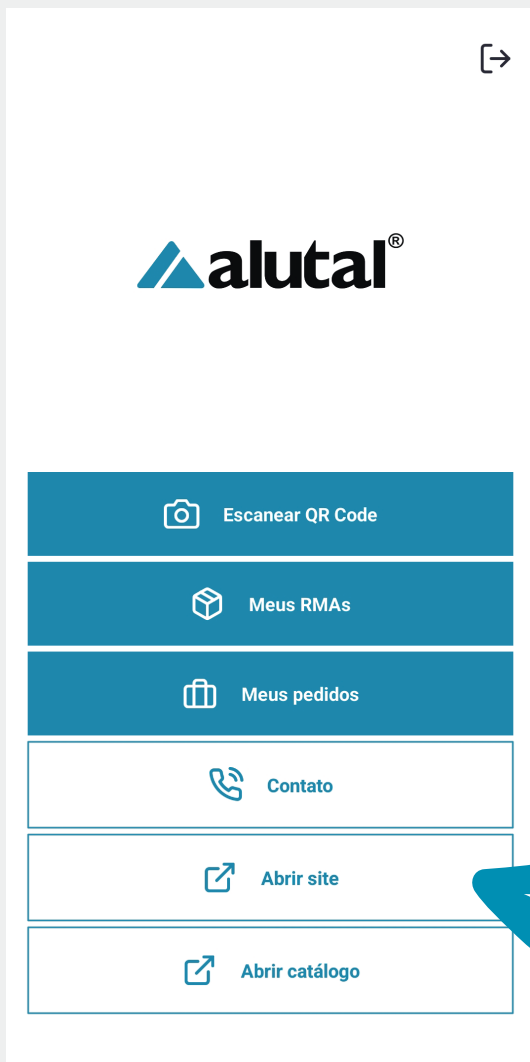 alutal®
Escanear QR Code
Meus RMAs
Meus pedidos
Contato
Abrir site
Abrir catálogo